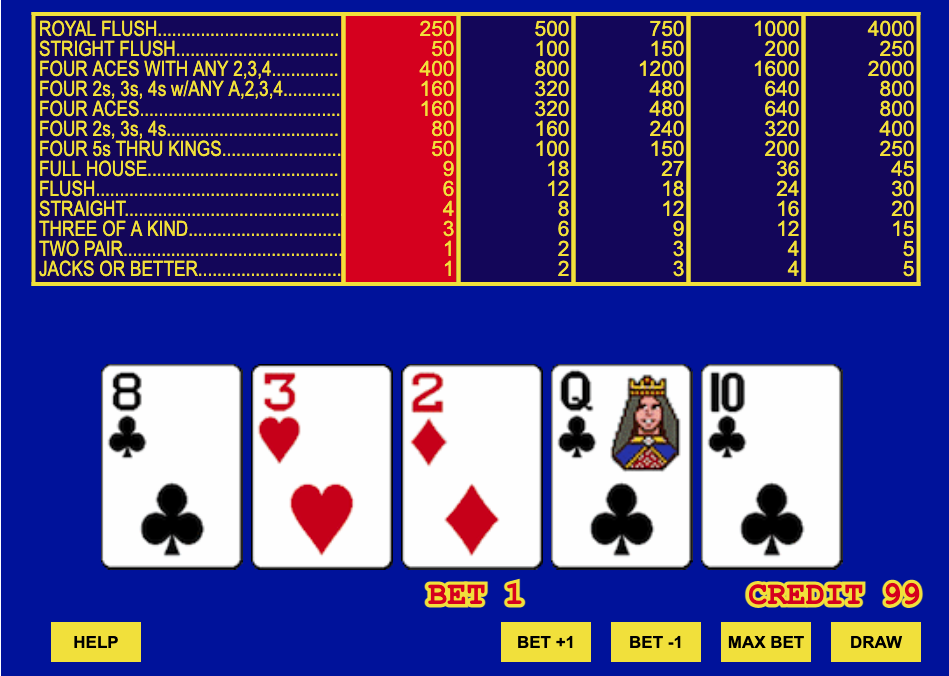 ROYAL FLUSH..................................... 250 500 750 1000 4000
STRIGHT FLUSH................................. 50 100 150 200 250
FOUR ACES WITH ANY 2,3,4............. 400 800 1200 1600 2000
FOUR 2s, 3s, 4s w/ANY A,2,3,4........... 160 320 480 640 800
FOUR ACES........................................ 160 320 480 640 800
FOUR 2s, 3s, 4s................................... 80 160 240 320 400
FOUR 5s THRU KINGS........................ 50 100 150 200 250
FULL HOUSE....................................... 9 18 27 36 45
FLUSH................................................. 6 12 18 24 30
STRAIGHT........................................... 4 8 12 16 20
THREE OF A KIND............................... 3 6 9 12 15
TWO PAIR............................................ 1 2 3 4 5
JACKS OR BETTER............................. 1 2 3 4 5
8 3 2 Q 10
BET 1 CREDIT 99
HELP BET +1 BET -1 MAX BET DRAW